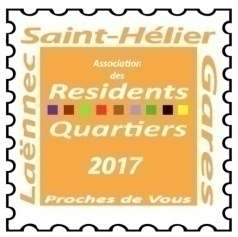 Saint-Hélier
Laënnec
Gares
Association
des
Residents
Quartiers
2017
Proches de Vous